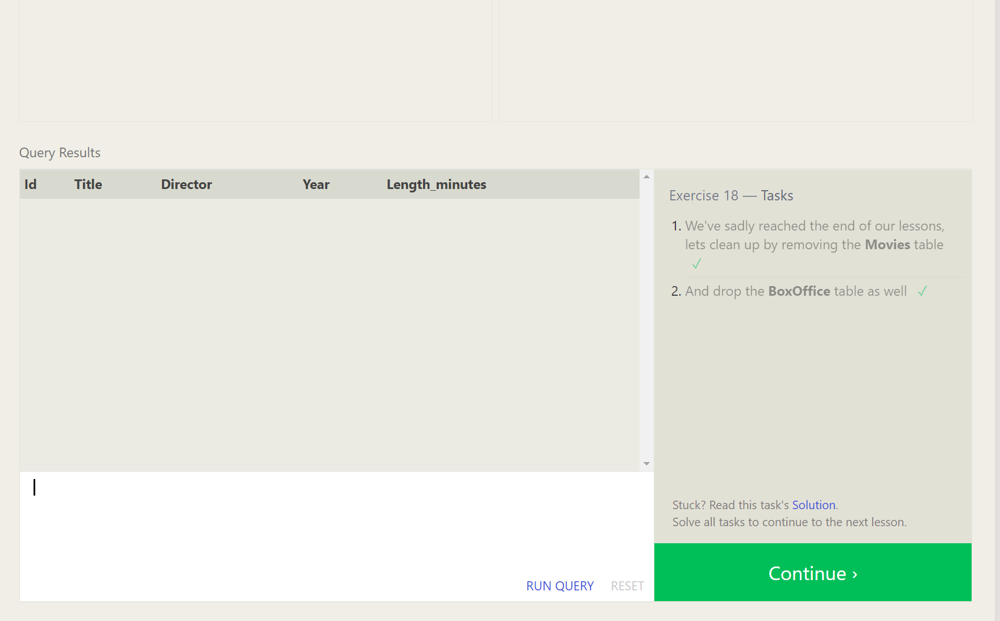 Query Results
Id Title Director Year Length_minutes
Exercise 18 — Tasks
1. We've sadly reached the end of our lessons,
lets clean up by removing the Movies table
✓
2. And drop the BoxOffice table as well ✓
Stuck? Read this task's Solution.
Solve all tasks to continue to the next lesson.
RUN QUERY RESET
Continue ›